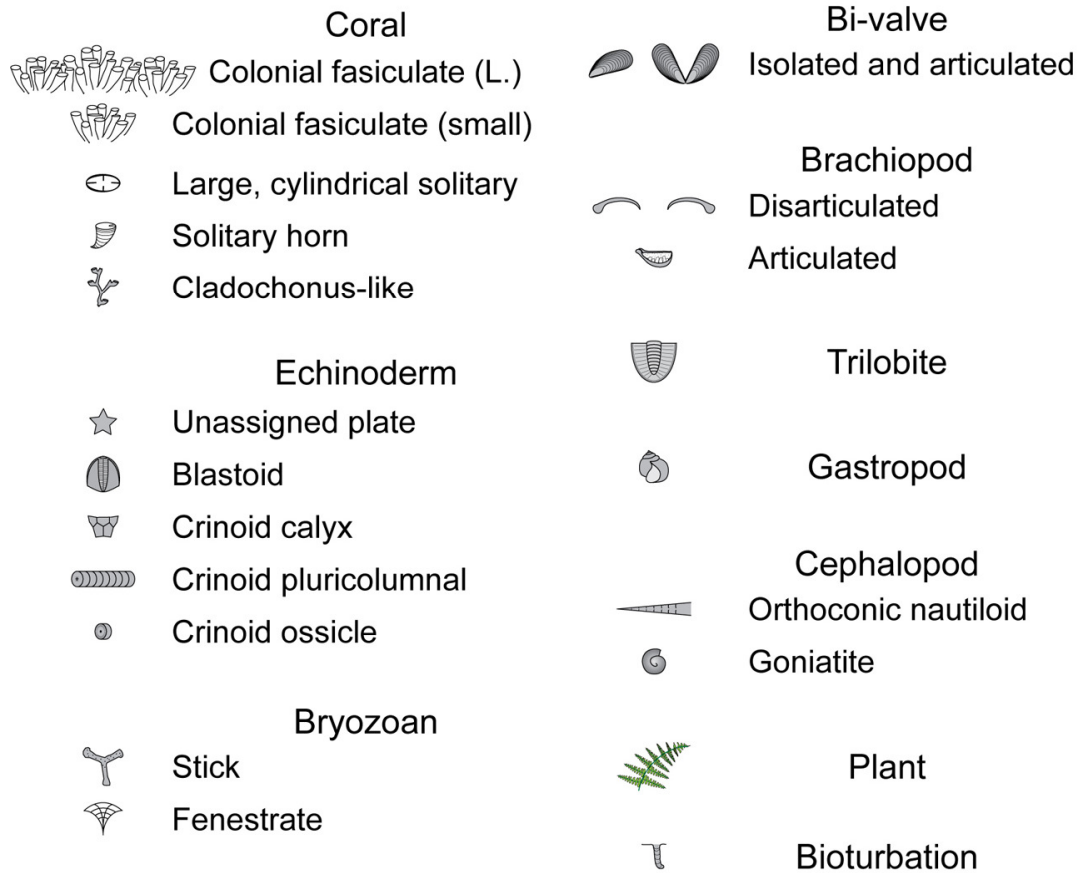 Coral
Colonial fasiculate (L.)
Colonial fasiculate (small)
Large, cylindrical solitary
Solitary horn
Cladochonus-like
Echinoderm
Unassigned plate
Blastoid
Crinoid calyx
Crinoid pluricolumnal
Crinoid ossicle
Bryozoan
Stick
Fenestrate
Bi-valve
Isolated and articulated
Brachiopod
Disarticulated
Articulated
Trilobite
Gastropod
Cephalopod
Orthoconic nautiloid
Goniatite
Plant
Bioturbation